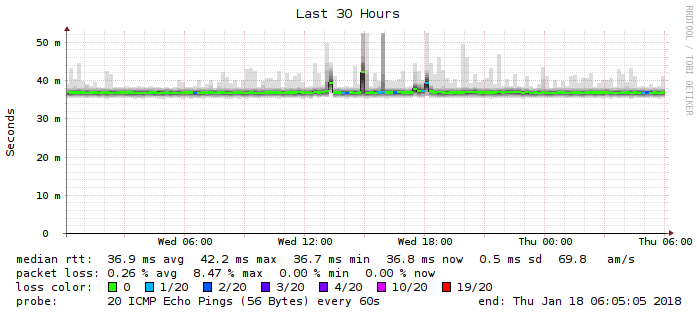 Last 30 Hours
RRDTOOL / TOBI OETIKER
Seconds
50 m
40 m
30 m
20 m
10 m
0
Wed 06:00 Wed 12:00 Wed 18:00 Thu 00:00 Thu 06:00
median rtt: 36.9 ms avg 42.2 ms max 36.7 ms min 36.8 ms now 0.5 ms sd 69.8 am/s
packet loss: 0.26 % avg 8.47 % max 0.00 % min 0.00 % now
loss color: 0 1/20 2/20 3/20 4/20 10/20 19/20
probe: 20 ICMP Echo Pings (56 Bytes) every 60s end: Thu Jan 18 06:05:05 2018